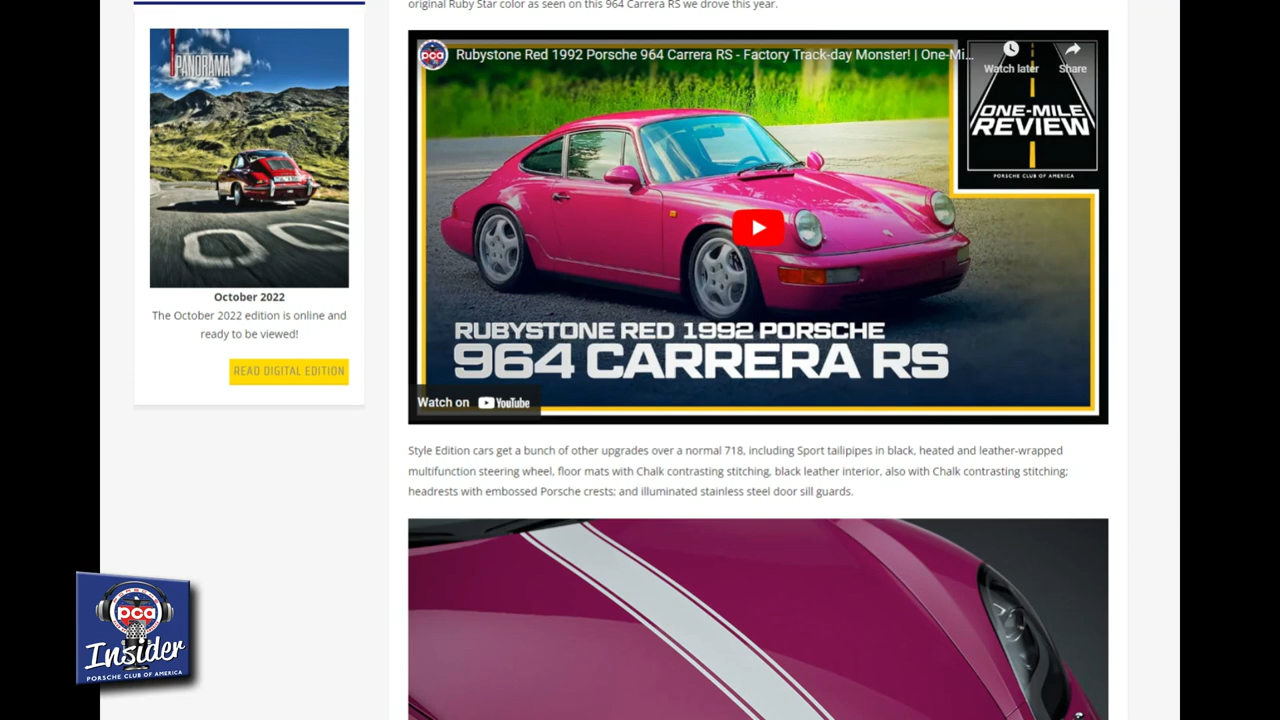 original Ruby Star color as seen on this 964 Carrera RS we drove this year.
PANORAMA
October 2022
The October 2022 edition is online and
ready to be viewed!
READ DIGITAL EDITION
pca
Rubystone Red 1992 Porsche 964 Carrera RS - Factory Track-day Monster! | One-Mi...
Watch later
Share
ONE-MILE
REVIEW
PORSCHE CLUB OF AMERICA
RUBYSTONE RED 1992 PORSCHE
964 CARRERA RS
Watch on YouTube
Style Edition cars get a bunch of other upgrades over a normal 718, including Sport tailpipes in black, heated and leather-wrapped
multifunction steering wheel, floor mats with Chalk contrasting stitching, black leather interior, also with Chalk contrasting stitching;
headrests with embossed Porsche crests; and illuminated stainless steel door sill guards.
pca
Insider
PORSCHE CLUB OF AMERICA